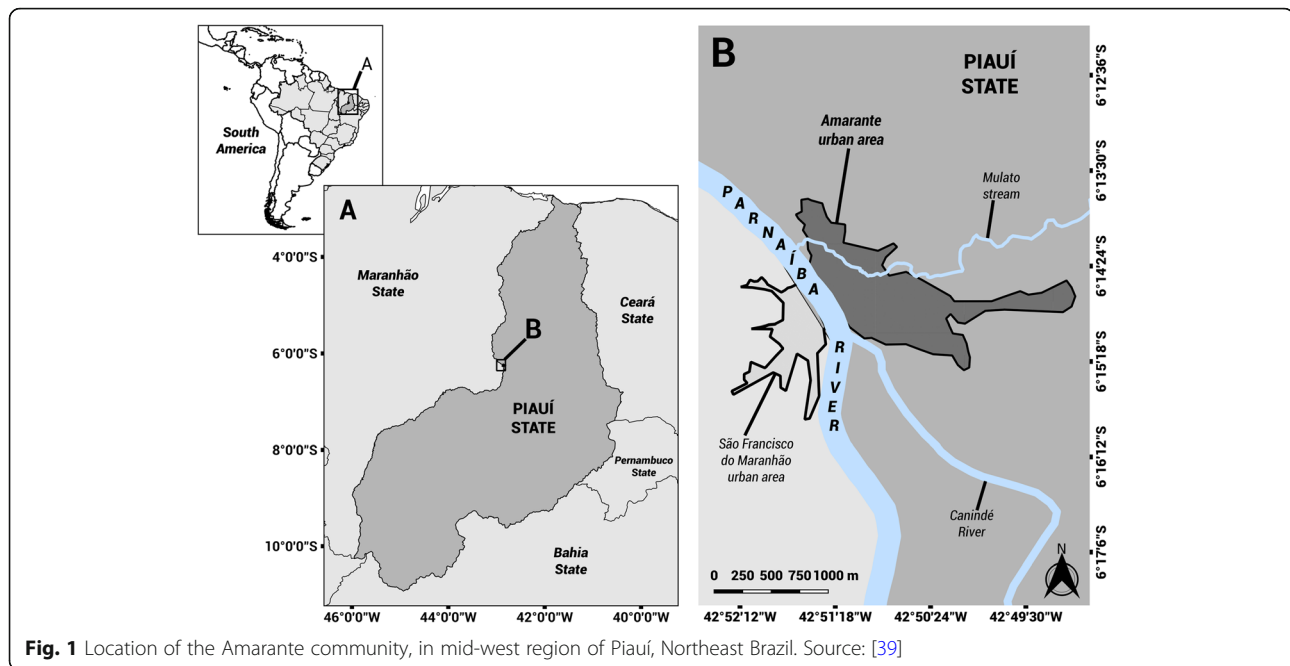 A
South
America
A
4°0'0"S
6°0'0"S
8°0'0"S
10°0'0"S
Maranhão
State
Ceará
State
B
PIAUÍ
STATE
Pernambuco
State
Bahia
State
46°0'0"W
44°0'0"W
42°0'0"W
40°0'0"W
B
PIAUÍ
STATE
Amarante
urban area
Mulato
stream
PARNAÍBA
RIVER
São Francisco
do Maranhão
urban area
Canindé
River
N
0 250 500 750 1000 m
6°12'36"S
6°13'30"S
6°14'24"S
6°15'18"S
6°16'12"S
6°17'6"S
42°52'12"W
42°51'18"W
42°50'24"W
42°49'30"W
Fig. 1 Location of the Amarante community, in mid-west region of Piauí, Northeast Brazil. Source: [39]